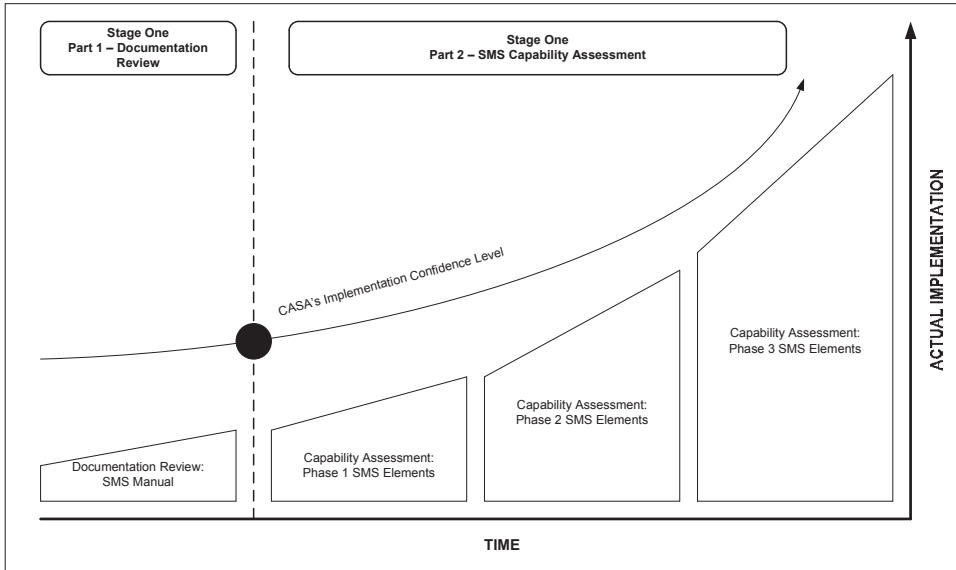 Stage One
Part 1 – Documentation
Review
Stage One
Part 2 – SMS Capability Assessment
CASA's Implementation Confidence Level
Documentation Review:
SMS Manual
Capability Assessment:
Phase 1 SMS Elements
Capability Assessment:
Phase 2 SMS Elements
Capability Assessment:
Phase 3 SMS Elements
ACTUAL IMPLEMENTATION
TIME